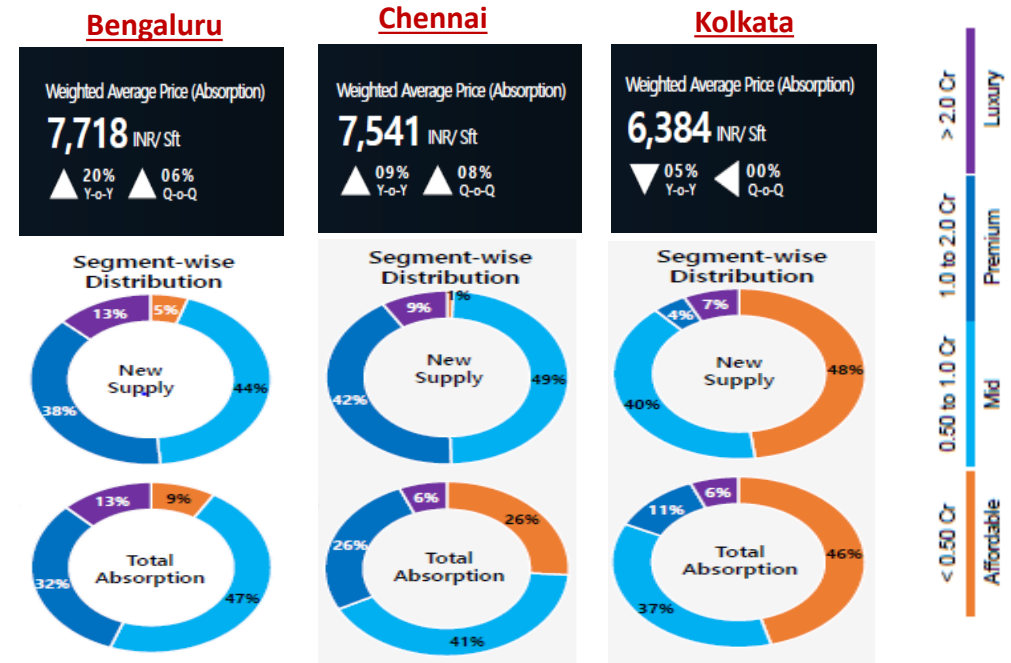 Bengaluru
Weighted Average Price (Absorption)
7,718 INR/ Sft
20% Y-o-Y 06% Q-o-Q
Segment-wise
Distribution
13%
5%
New
Supply
44%
38%
13%
9%
Total
Absorption
32%
47%
Chennai
Weighted Average Price (Absorption)
7,541 INR/ Sft
09% Y-o-Y 08% Q-o-Q
Segment-wise
Distribution
9%
1%
New
Supply
49%
42%
6%
26%
26%
Total
Absorption
41%
Kolkata
Weighted Average Price (Absorption)
6,384 INR/ Sft
05% Y-o-Y 00% Q-o-Q
Segment-wise
Distribution
7%
4%
New
Supply
48%
40%
6%
11%
Total
Absorption
46%
37%
> 2.0 Cr
Luxury
1.0 to 2.0 Cr
Premium
0.50 to 1.0 Cr
Mid
< 0.50 Cr
Affordable